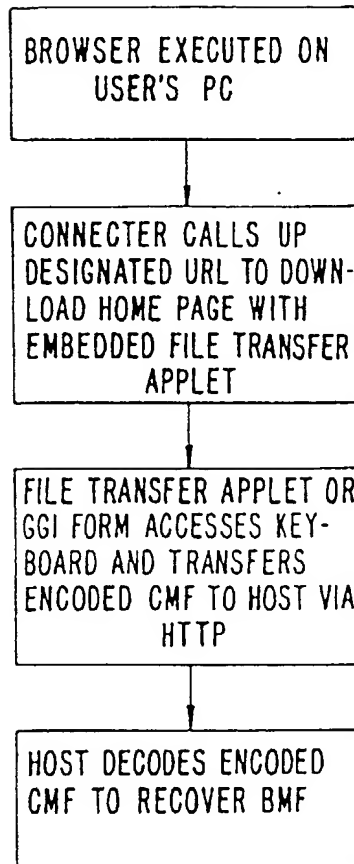 BROWSER EXECUTED ON
USER'S PC
CONNECTER CALLS UP
DESIGNATED URL TO DOWN-
LOAD HOME PAGE WITH
EMBEDDED FILE TRANSFER
APPLET
FILE TRANSFER APPLET OR
GGI FORM ACCESSES KEY-
BOARD AND TRANSFERS
ENCODED CMF TO HOST VIA
HTTP
HOST DECODES ENCODED
CMF TO RECOVER BMF